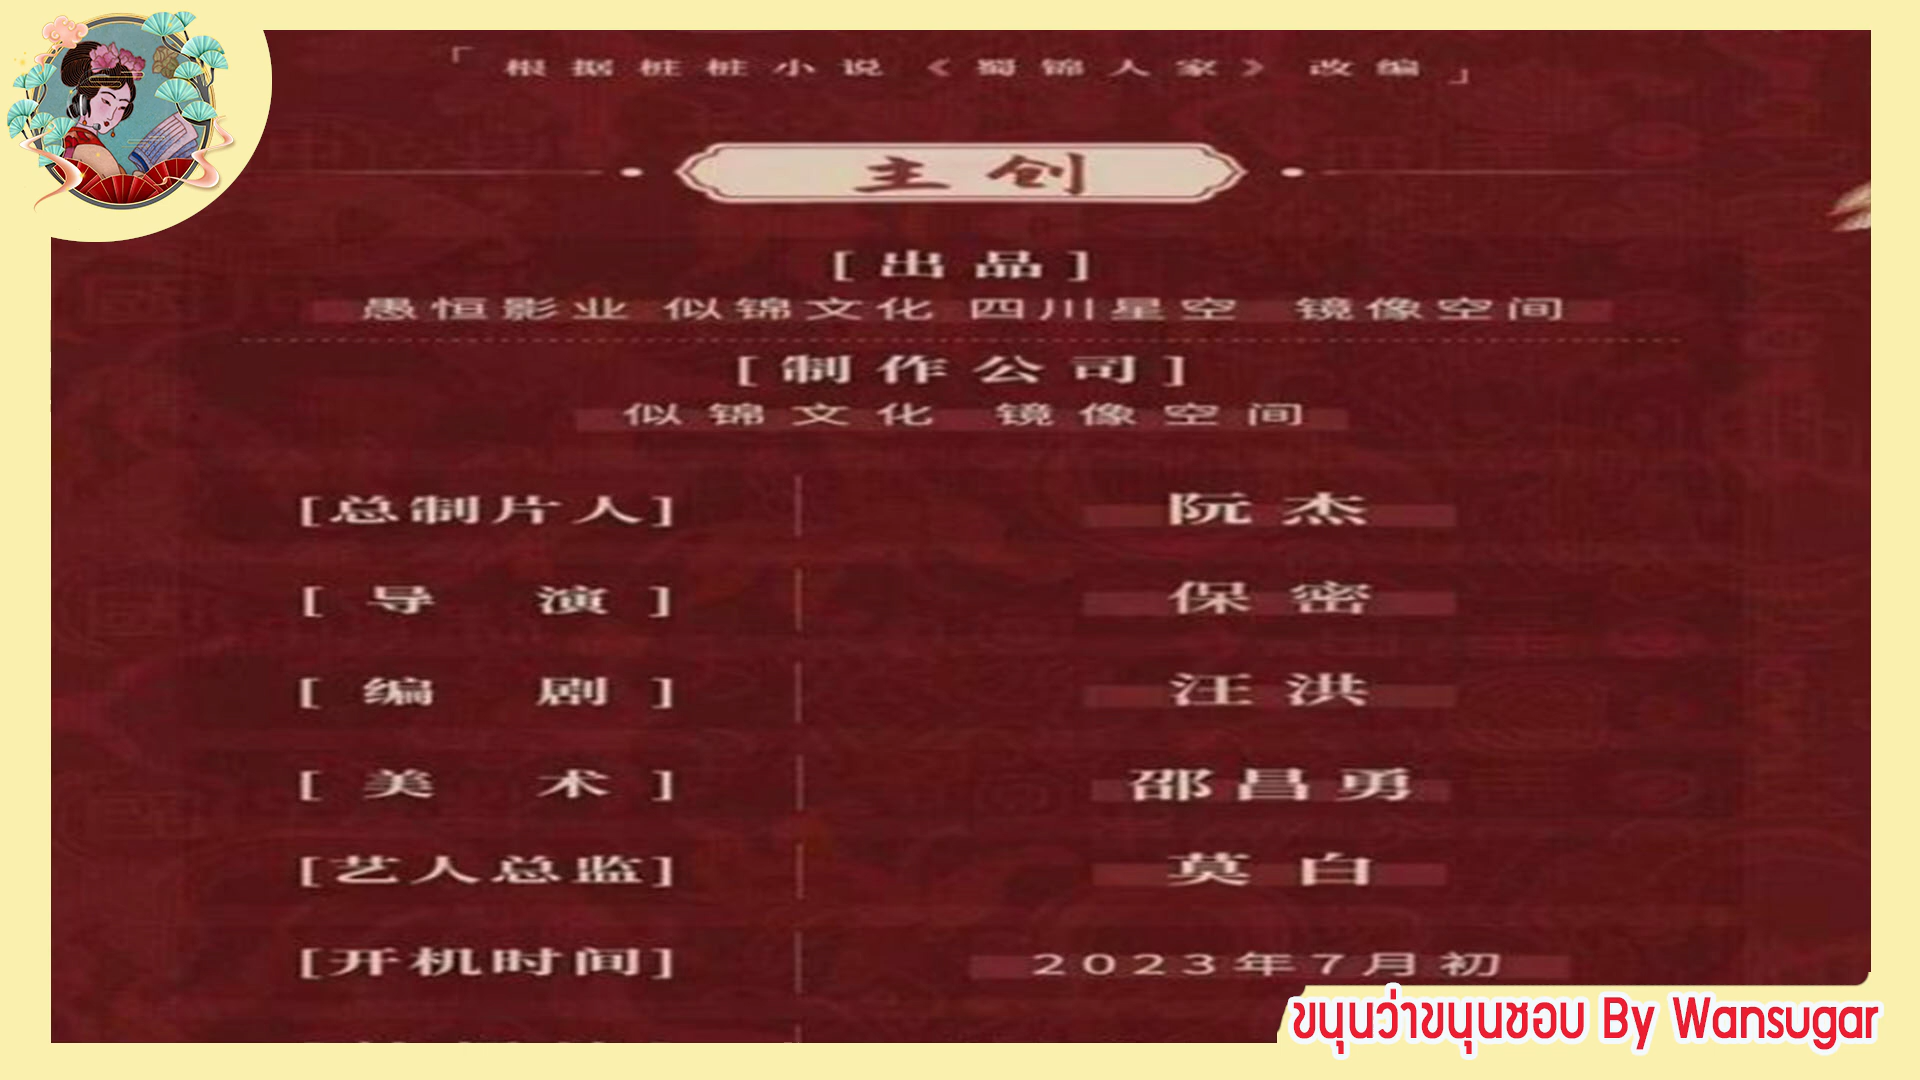 「根据桩桩小说《蜀锦人家》改编」
主创
[出品]
愚恒影业 似锦文化 四川星空 镜像空间
[制作公司]
似锦文化 镜像空间
[总制片人] 阮杰
[导演] 保密
[编剧] 汪洪
[美术] 邵昌勇
[艺人总监] 莫白
[开机时间] 2023年7月初
ขนุนว่าขนุนชอบ By Wansugar